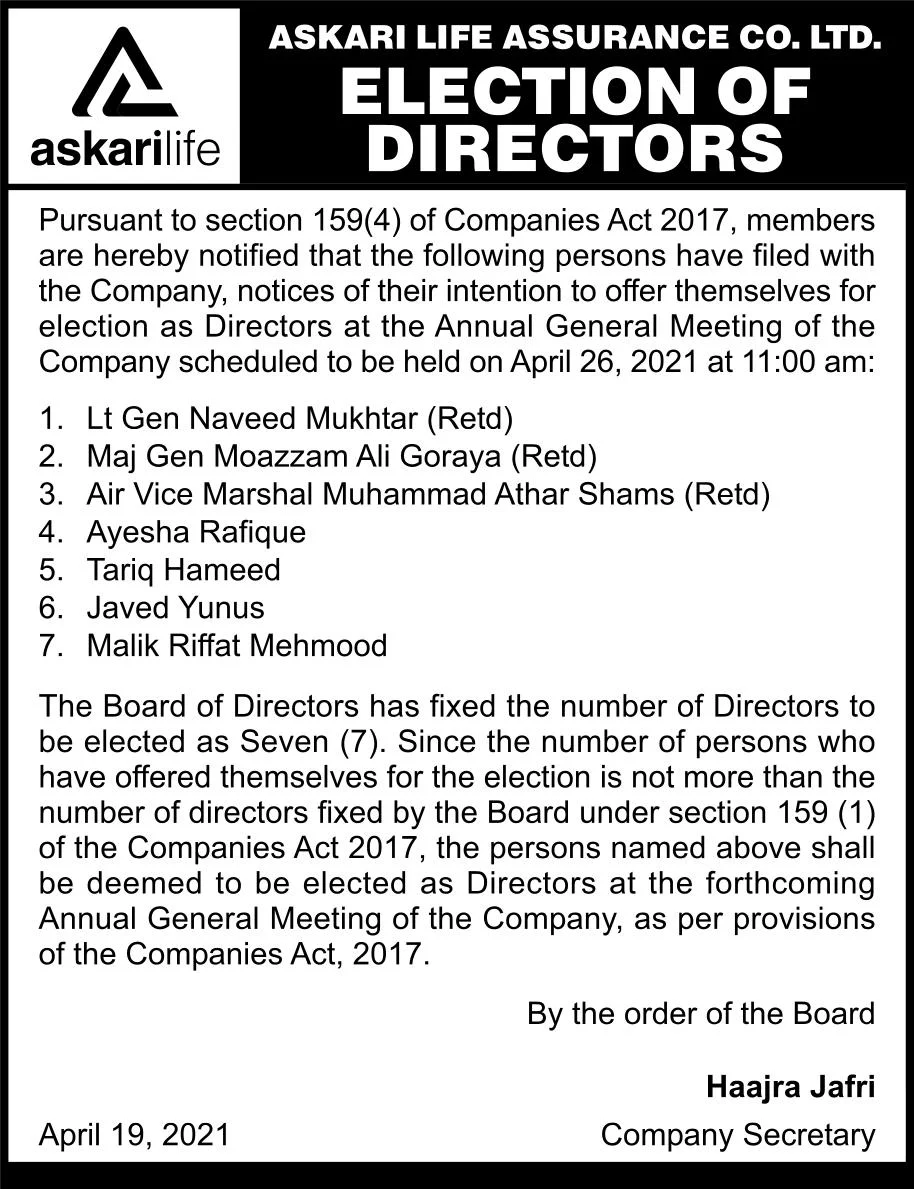 askarilife
ASKARI LIFE ASSURANCE CO. LTD.
ELECTION OF
DIRECTORS
Pursuant to section 159(4) of Companies Act 2017, members
are hereby notified that the following persons have filed with
the Company, notices of their intention to offer themselves for
election as Directors at the Annual General Meeting of the
Company scheduled to be held on April 26, 2021 at 11:00 am:
1. Lt Gen Naveed Mukhtar (Retd)
2. Maj Gen Moazzam Ali Goraya (Retd)
3. Air Vice Marshal Muhammad Athar Shams (Retd)
4. Ayesha Rafique
5. Tariq Hameed
6. Javed Yunus
7. Malik Riffat Mehmood
The Board of Directors has fixed the number of Directors to
be elected as Seven (7). Since the number of persons who
have offered themselves for the election is not more than the
number of directors fixed by the Board under section 159 (1)
of the Companies Act 2017, the persons named above shall
be deemed to be elected as Directors at the forthcoming
Annual General Meeting of the Company, as per provisions
of the Companies Act, 2017.
By the order of the Board
Haajra Jafri
April 19, 2021 Company Secretary